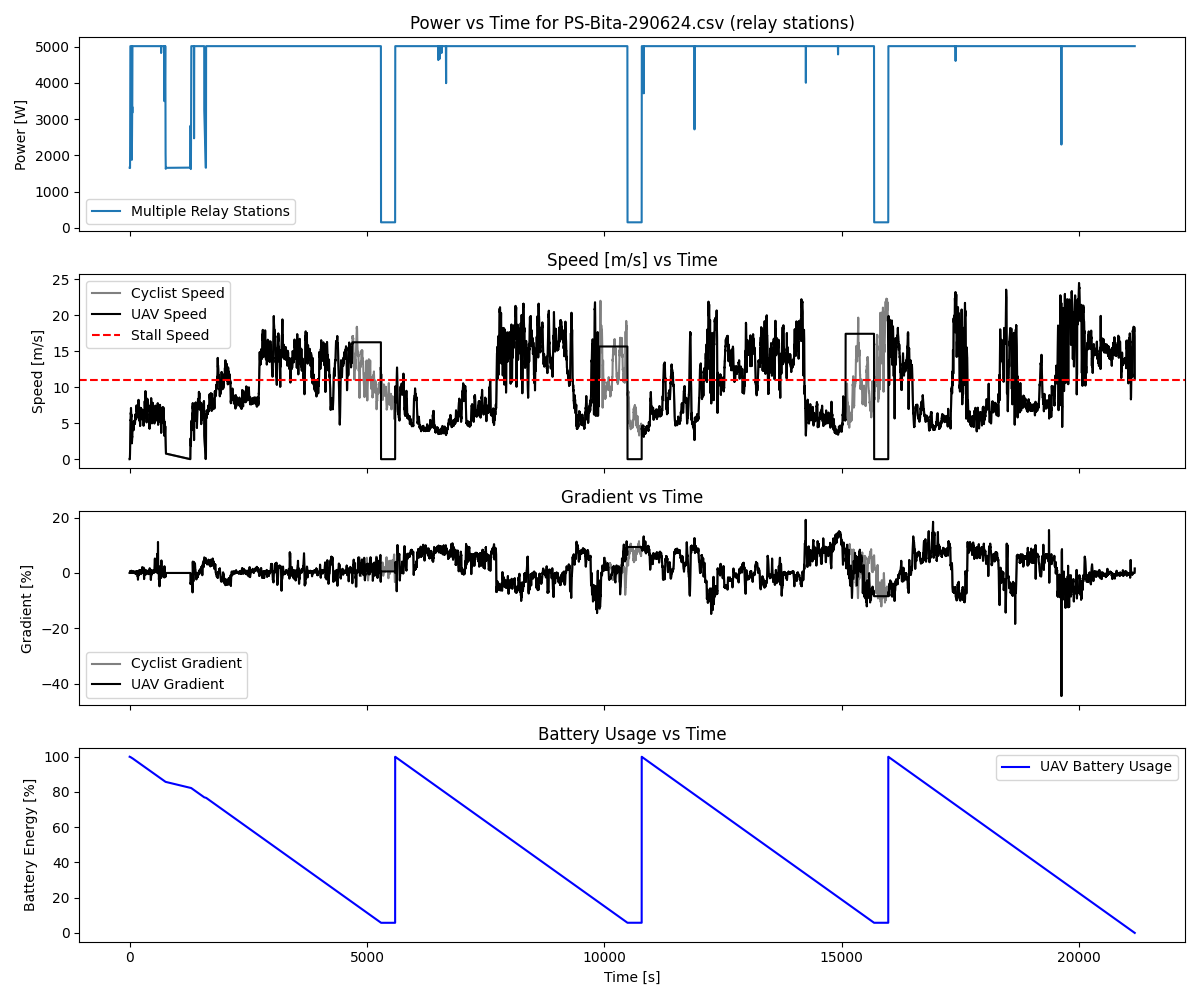 Power vs Time for PS-Bita-290624.csv (relay stations)
5000
4000
3000
2000
1000
0
Power [W]
Multiple Relay Stations
Speed [m/s] vs Time
25
20
15
10
5
0
Speed [m/s]
Cyclist Speed
UAV Speed
Stall Speed
Gradient vs Time
20
0
−20
−40
Gradient [%]
Cyclist Gradient
UAV Gradient
Battery Usage vs Time
100
80
60
40
20
0
Battery Energy [%]
UAV Battery Usage
0 5000 10000 15000 20000
Time [s]